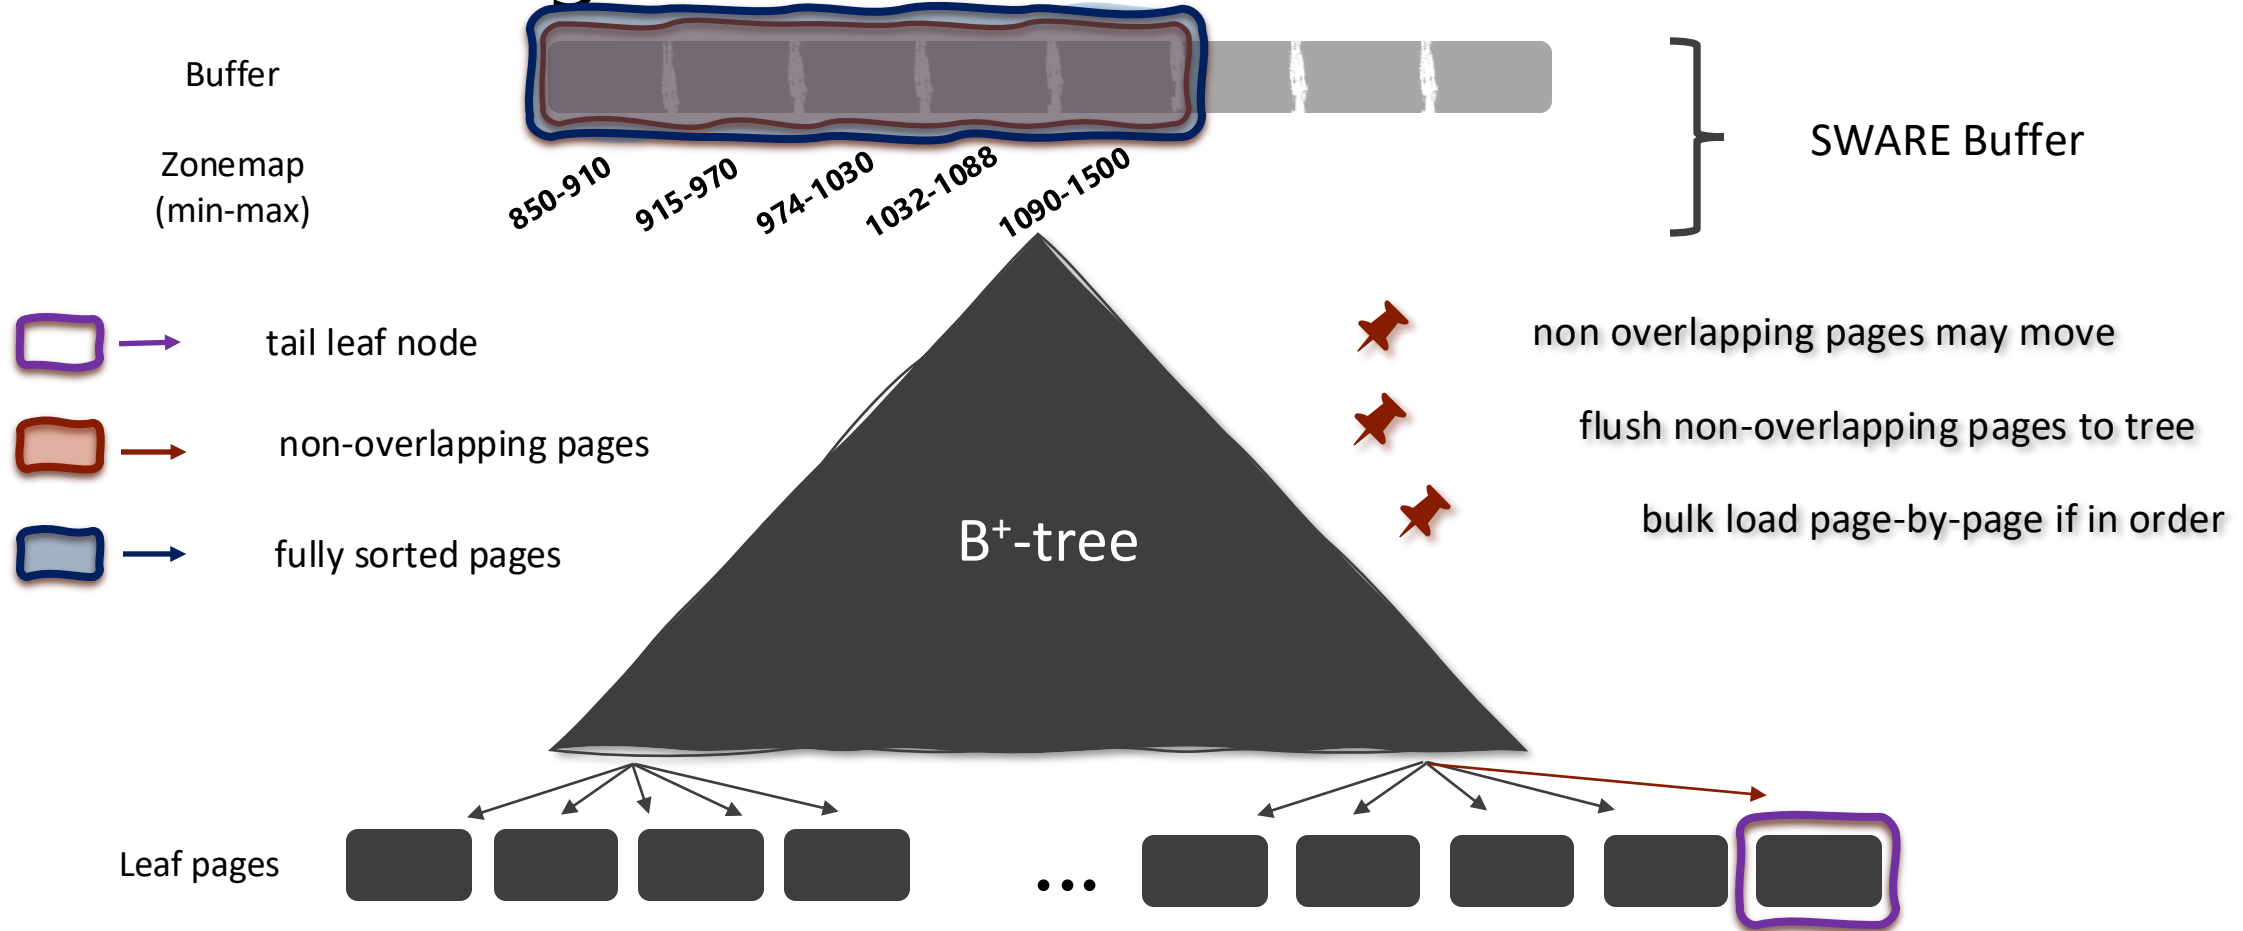 Buffer
Zonemap
(min-max)
850-910
915-970
974-1030
1032-1088
1090-1500
SWARE Buffer
tail leaf node
non-overlapping pages
fully sorted pages
non overlapping pages may move
flush non-overlapping pages to tree
bulk load page-by-page if in order
B⁺-tree
Leaf pages
...